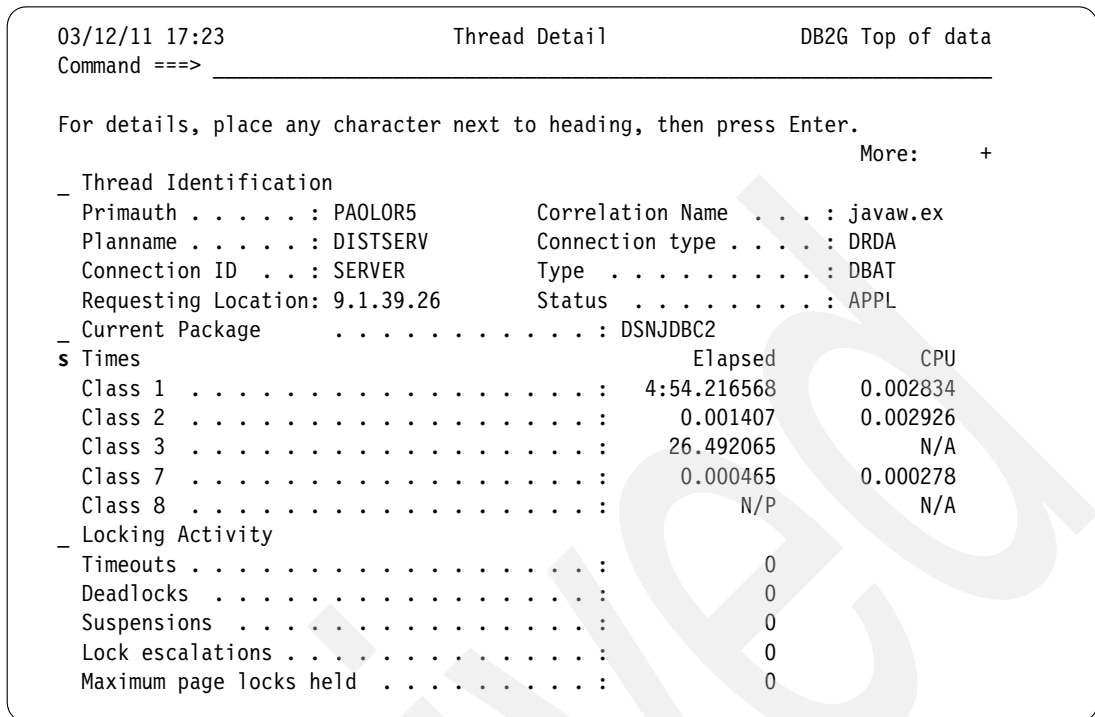 03/12/11 17:23 Thread Detail DB2G Top of data
Command ===> _________________________________________________________________
For details, place any character next to heading, then press Enter.
More: +
_ Thread Identification
Primauth . . . . . : PAOLOR5 Correlation Name . . . : javaw.ex
Planname . . . . . : DISTSERV Connection type . . . . : DRDA
Connection ID . . : SERVER Type . . . . . . . . . : DBAT
Requesting Location: 9.1.39.26 Status . . . . . . . . : APPL
_ Current Package . . . . . . . . . . . : DSNJDBC2
s Times Elapsed CPU
Class 1 . . . . . . . . . . . . . . . . . . : 4:54.216568 0.002834
Class 2 . . . . . . . . . . . . . . . . . . : 0.001407 0.002926
Class 3 . . . . . . . . . . . . . . . . . . : 26.492065 N/A
Class 7 . . . . . . . . . . . . . . . . . . : 0.000465 0.000278
Class 8 . . . . . . . . . . . . . . . . . . : N/P N/A
_ Locking Activity
Timeouts . . . . . . . . . . . . . . . . . . : 0
Deadlocks . . . . . . . . . . . . . . . . . : 0
Suspensions . . . . . . . . . . . . . . . . : 0
Lock escalations . . . . . . . . . . . . . . : 0
Maximum page locks held . . . . . . . . . . : 0